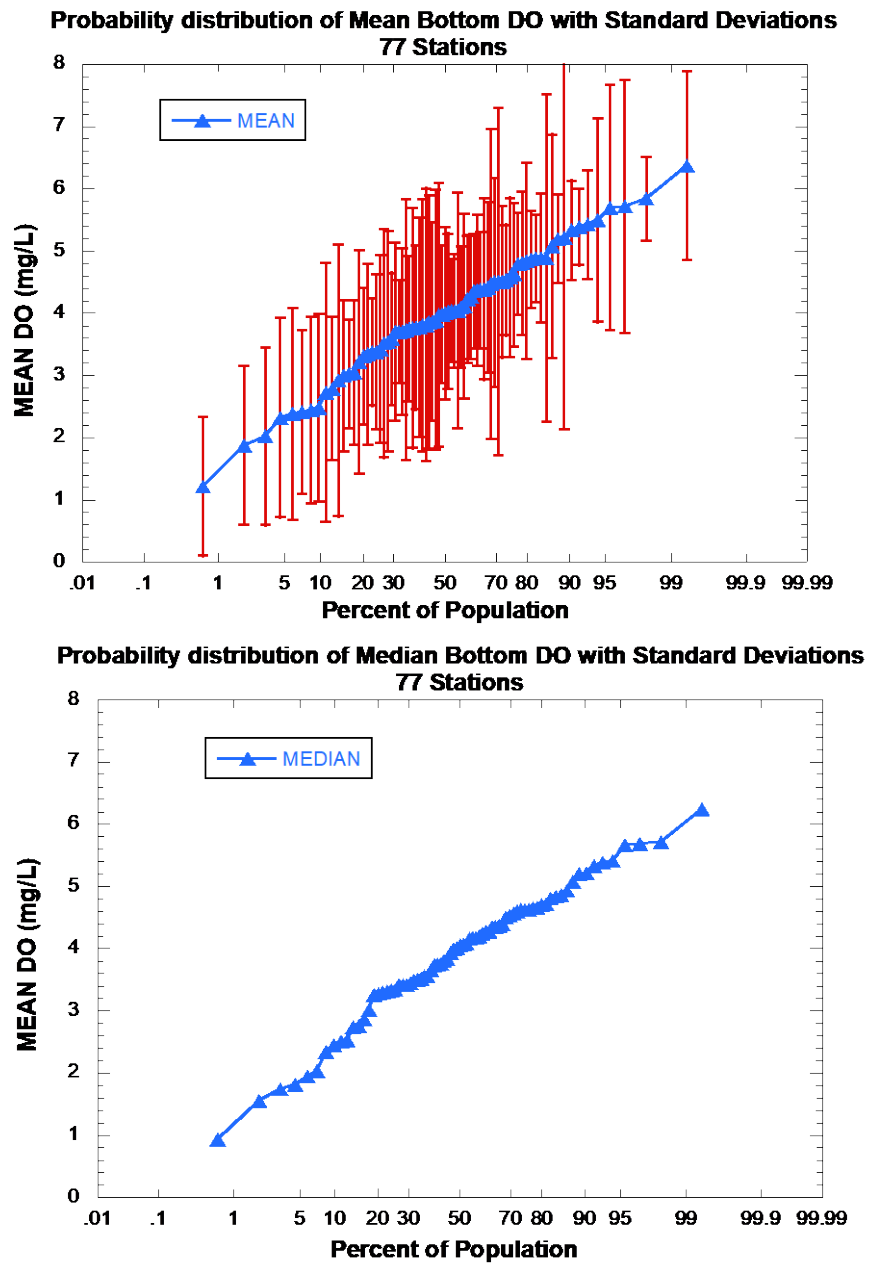 Probability distribution of Mean Bottom DO with Standard Deviations
77 Stations
8
7
6
5
4
3
2
1
0
MEAN DO (mg/L)
MEAN
.01 .1 1 5 10 20 30 50 70 80 90 95 99 99.9 99.99
Percent of Population
Probability distribution of Median Bottom DO with Standard Deviations
77 Stations
8
7
6
5
4
3
2
1
0
MEAN DO (mg/L)
MEDIAN
.01 .1 1 5 10 20 30 50 70 80 90 95 99 99.9 99.99
Percent of Population